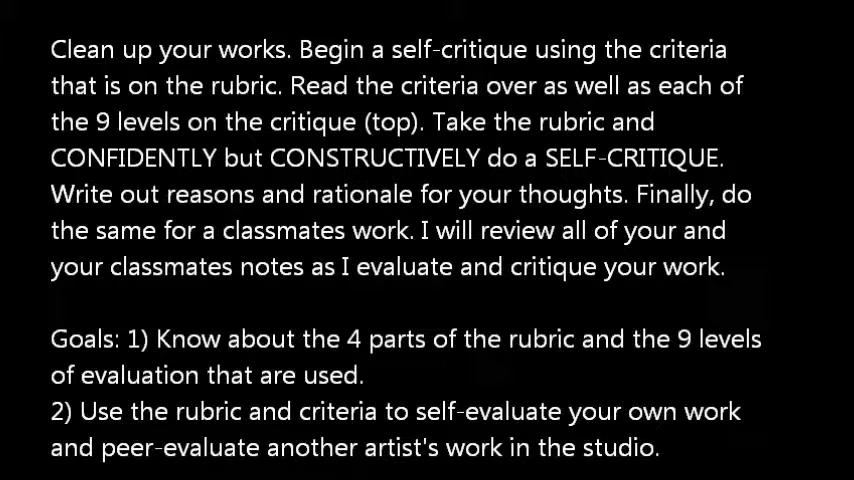 Clean up your works. Begin a self-critique using the criteria
that is on the rubric. Read the criteria over as well as each of
the 9 levels on the critique (top). Take the rubric and
CONFIDENTLY but CONSTRUCTIVELY do a SELF-CRITIQUE.
Write out reasons and rationale for your thoughts. Finally, do
the same for a classmates work. I will review all of your and
your classmates notes as I evaluate and critique your work.
Goals: 1) Know about the 4 parts of the rubric and the 9 levels
of evaluation that are used.
2) Use the rubric and criteria to self-evaluate your own work
and peer-evaluate another artist's work in the studio.